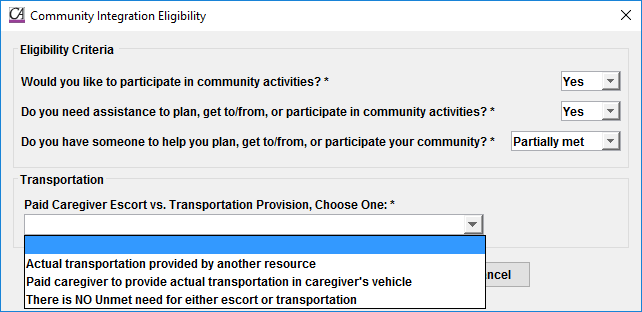 CA Community Integration Eligibility
Eligibility Criteria
Would you like to participate in community activities? * Yes
Do you need assistance to plan, get to/from, or participate in community activities? * Yes
Do you have someone to help you plan, get to/from, or participate your community? * Partially met
Transportation
Paid Caregiver Escort vs. Transportation Provision, Choose One: *
Actual transportation provided by another resource
Paid caregiver to provide actual transportation in caregiver's vehicle
ncel
There is NO Unmet need for either escort or transportation